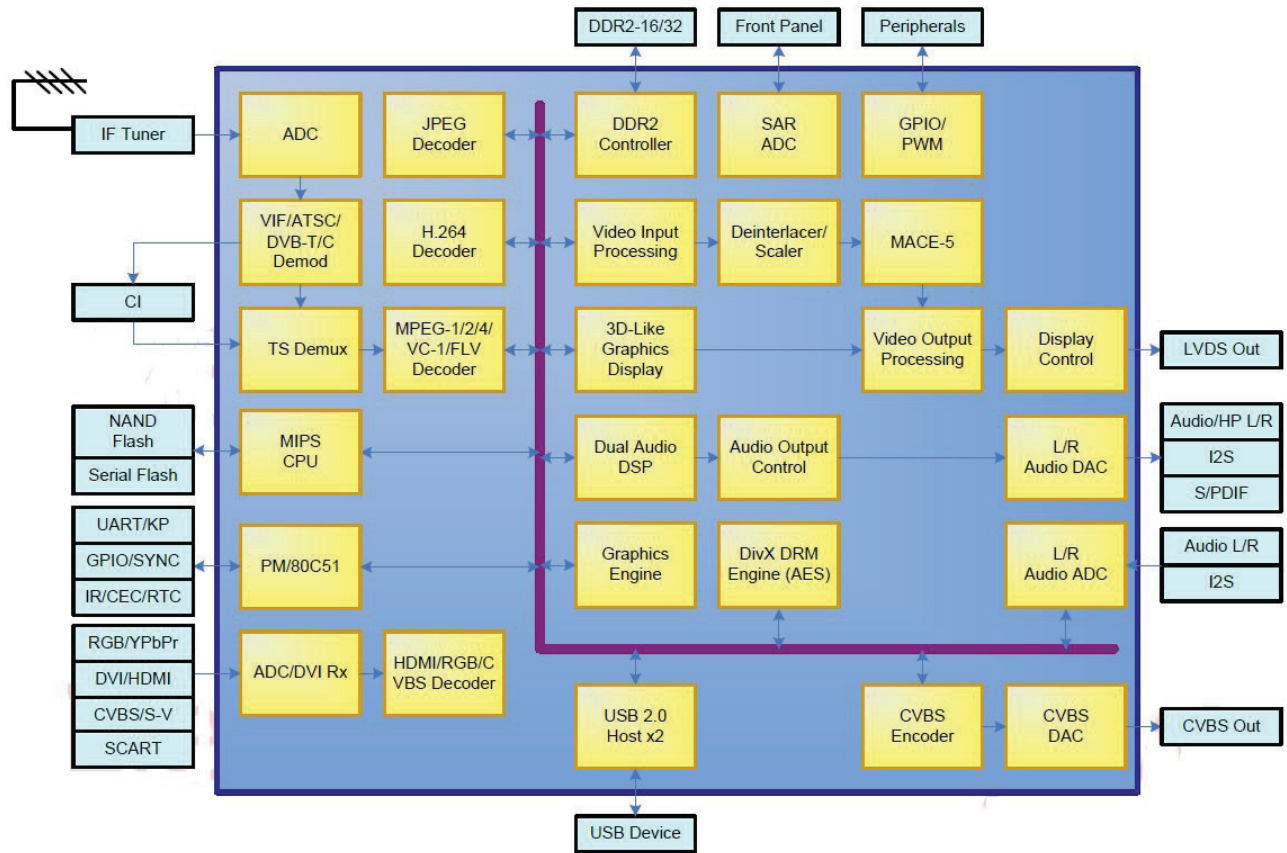 DDR2-16/32
Front Panel
Peripherals
IF Tuner
ADC
JPEG
Decoder
DDR2
Controller
SAR
ADC
GPIO/
PWM
VIF/ATSC/
DVB-T/C
Demod
H.264
Decoder
Video Input
Processing
Deinterlacer/
Scaler
MACE-5
CI
TS Demux
MPEG-1/2/4/
VC-1/FLV
Decoder
3D-Like
Graphics
Display
Video Output
Processing
Display
Control
LVDS Out
NAND
Flash
Serial Flash
MIPS
CPU
Dual Audio
DSP
Audio Output
Control
L/R
Audio DAC
Audio/HP L/R
I2S
S/PDIF
UART/KP
GPIO/SYNC
IR/CEC/RTC
PM/80C51
Graphics
Engine
DivX DRM
Engine (AES)
L/R
Audio ADC
Audio L/R
I2S
RGB/YPbPr
DVI/HDMI
CVBS/S-V
SCART
ADC/DVI Rx
HDMI/RGB/C
VBS Decoder
USB 2.0
Host x2
CVBS
Encoder
CVBS
DAC
CVBS Out
USB Device